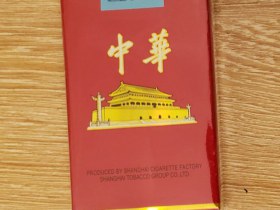 中華
PRODUCED BY SHANGHAI CIGARETTE FACTORY
SHANGHAI TOBACCO GROUP CO. LTD.